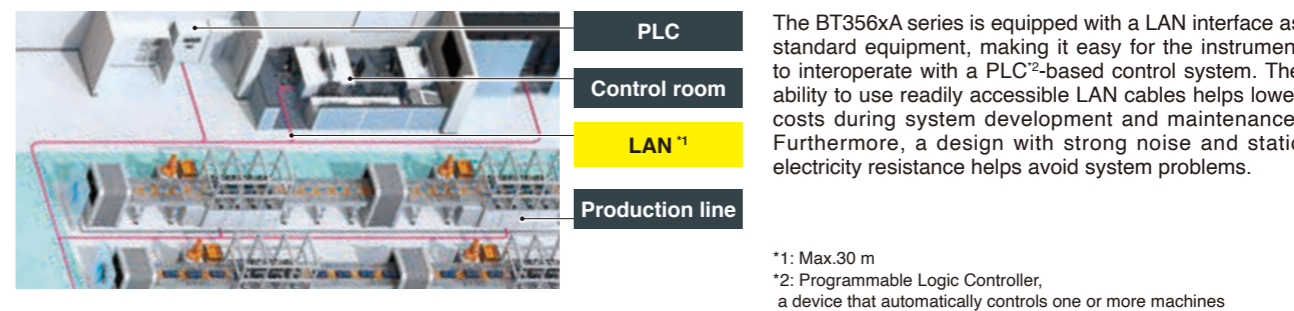 PLC
Control room
LAN *1
Production line
The BT356xA series is equipped with a LAN interface as
standard equipment, making it easy for the instrumen
to interoperate with a PLC*2-based control system. The
ability to use readily accessible LAN cables helps lowe
costs during system development and maintenance
Furthermore, a design with strong noise and static
electricity resistance helps avoid system problems.
*1: Max.30 m
*2: Programmable Logic Controller,
a device that automatically controls one or more machines